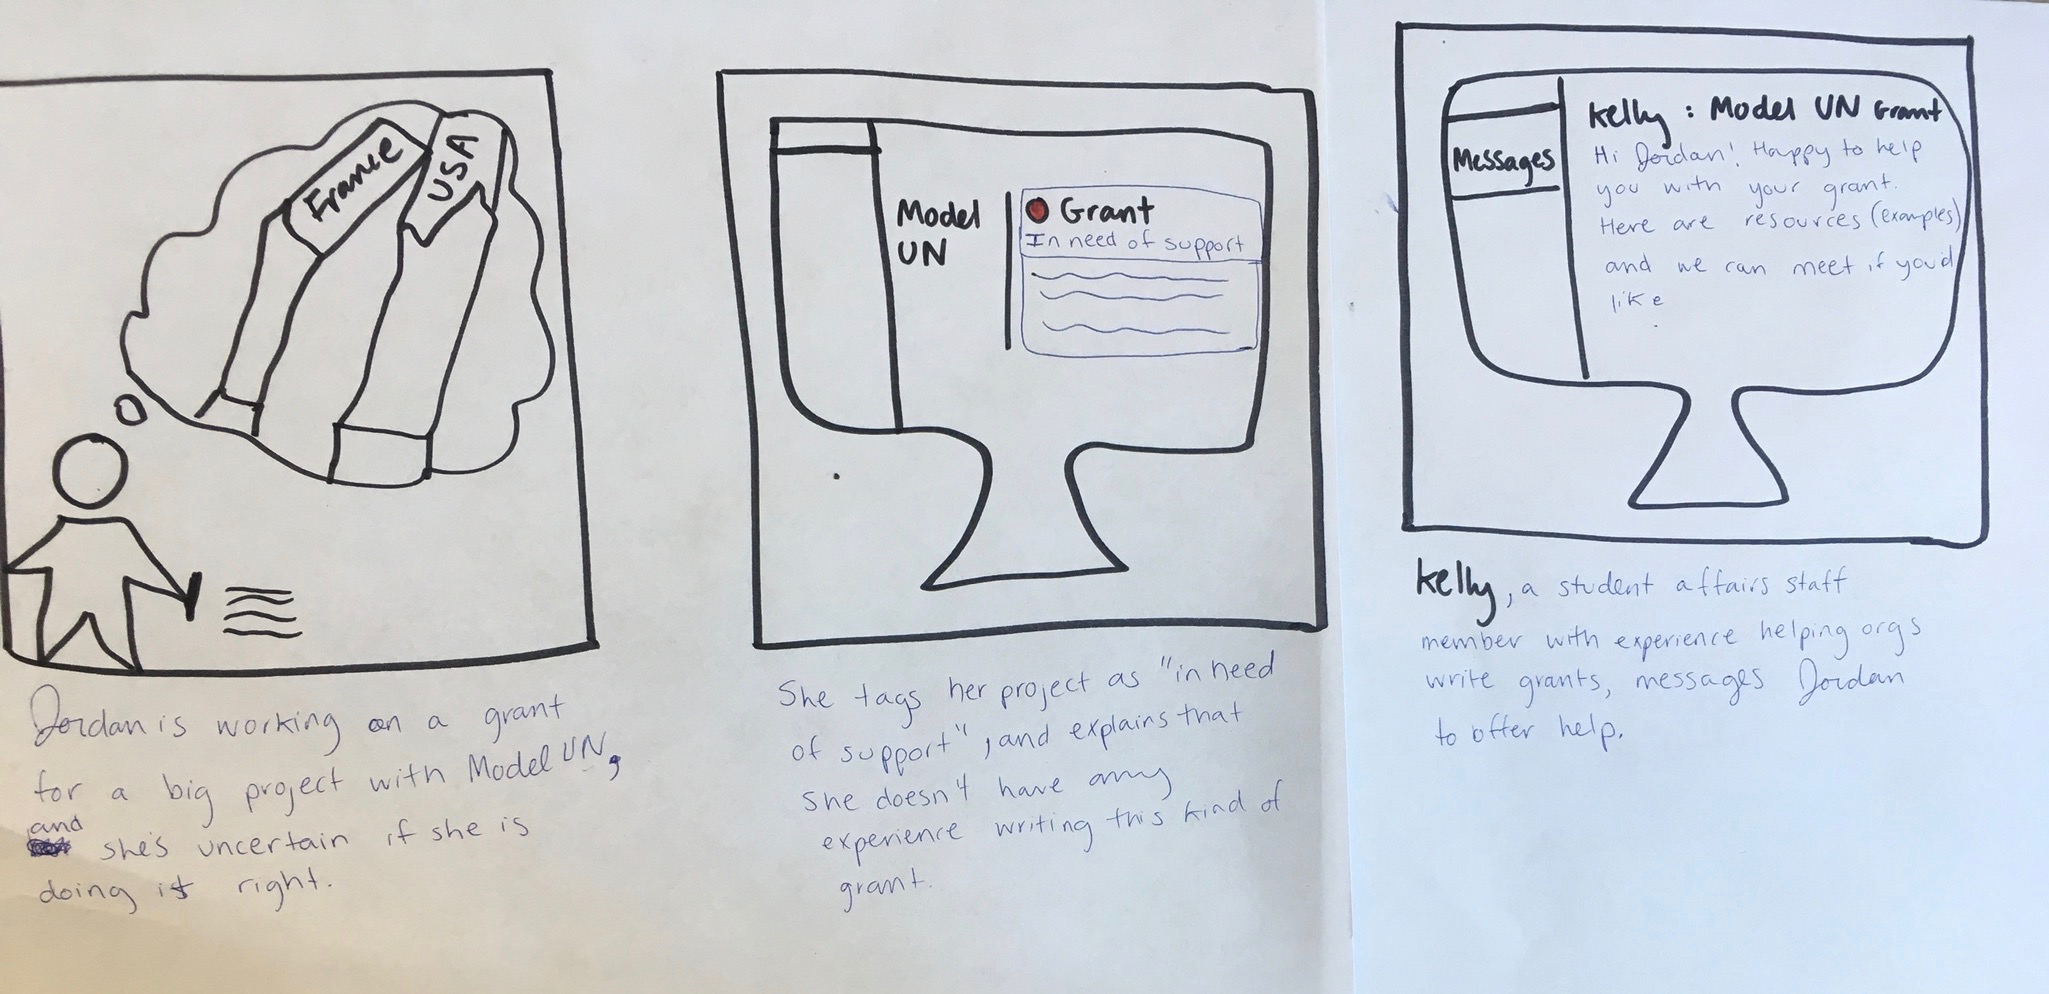 France
USA
Jordan is working on a grant
for a big project with Model UN,
and
she's uncertain if she is
doing it right.
Model
UN
Grant
In need of support
She tags her project as "in need
of support", and explains that
she doesn't have any
experience writing this kind of
grant.
Messages
Kelly : Model UN Grant
Hi Jordan! Happy to help
you with your grant.
Here are resources (examples)
and we can meet if you'd
like
Kelly, a student affairs staff
member with experience helping orgs
write grants, messages Jordan
to offer help.